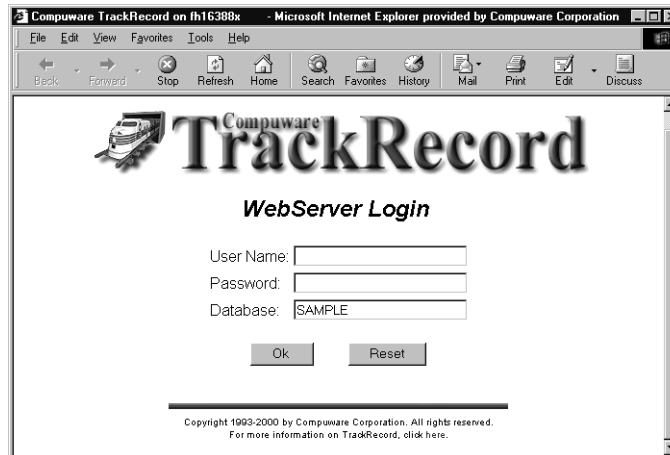 Compuware TrackRecord on fh16388x - Microsoft Internet Explorer provided by Compuware Corporation
File Edit View Favorites Tools Help
Back Forward Stop Refresh Home Search Favorites History Mail Print Edit Discuss
Compuware
TrackRecord
WebServer Login
User Name:
Password:
Database: SAMPLE
Ok Reset
Copyright 1993-2000 by Compuware Corporation. All rights reserved.
For more information on TrackRecord, click here.